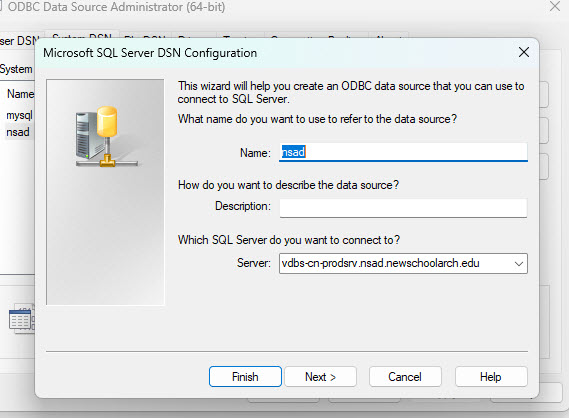 ODBC Data Source Administrator (64-bit)
ser DSN System DSN
Microsoft SQL Server DSN Configuration
System
Name
mysql
nsad
This wizard will help you create an ODBC data source that you can use to
connect to SQL Server.
What name do you want to use to refer to the data source?
Name: nsad
How do you want to describe the data source?
Description:
Which SQL Server do you want to connect to?
Server: vdbs-cn-prodsrv.nsad.newschoolarch.edu
Finish Next > Cancel Help